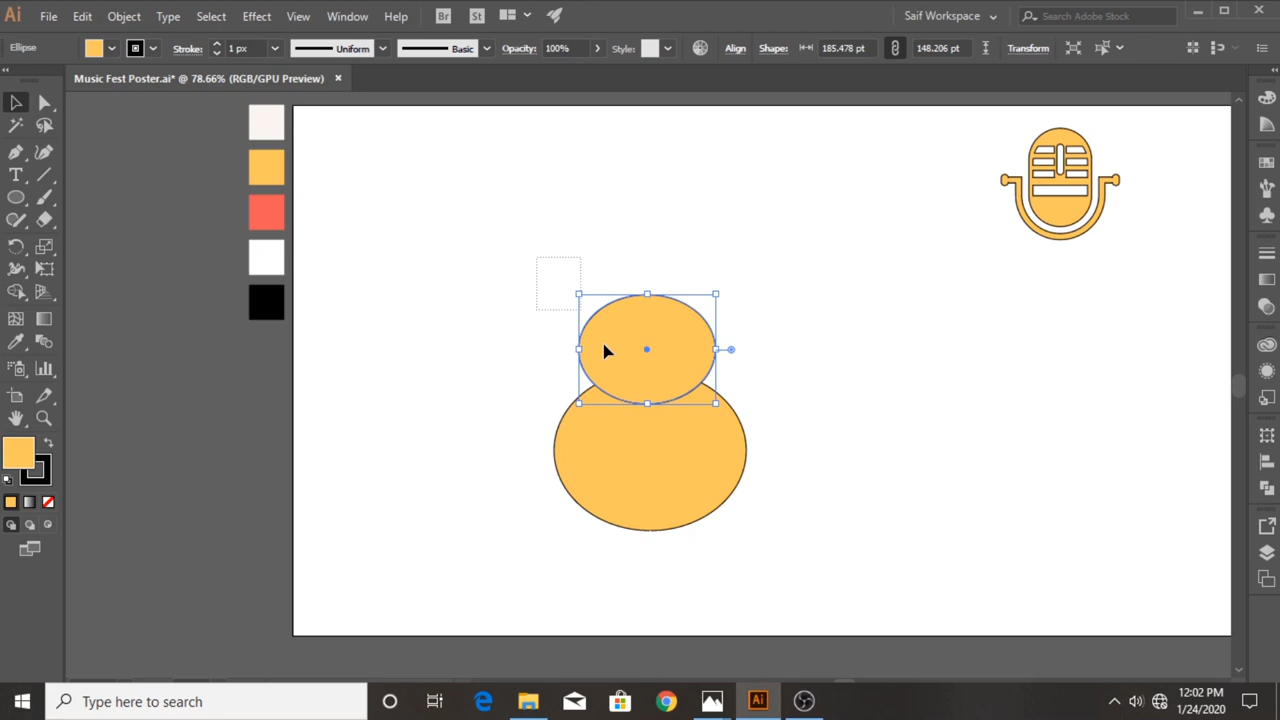 Ai File Edit Object Type Select Effect View Window Help Br St Saif Workspace Search Adobe Stock
Ellipse Stroke: 1 px Uniform Basic Opacity: 100% Style: Align Shape: 185.478 pt 148.206 pt Transform
Music Fest Poster.ai* @ 78.66% (RGB/GPU Preview)
T
Type here to search Ai 12:02 PM
1/24/2020